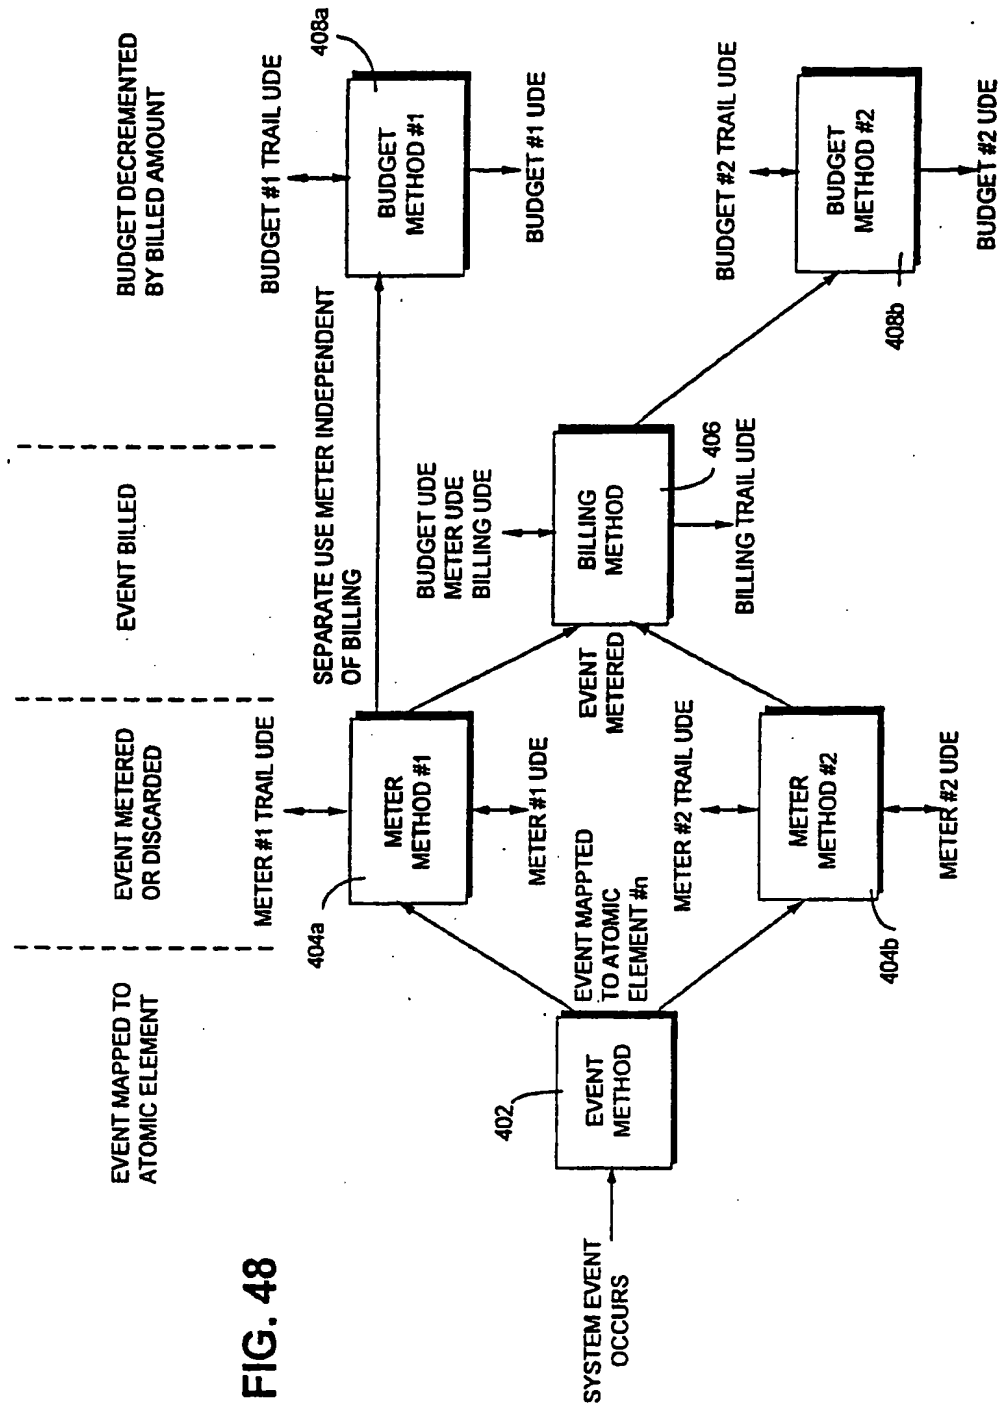 FIG. 48
EVENT MAPPED TO
ATOMIC ELEMENT
EVENT METERED
OR DISCARDED
EVENT BILLED
BUDGET DECREMENTED
BY BILLED AMOUNT
SYSTEM EVENT
OCCURS
402
EVENT
METHOD
EVENT MAPPTED
TO ATOMIC
ELEMENT #n
METER #1 TRAIL UDE
404a
METER
METHOD #1
METER #1 UDE
METER #2 TRAIL UDE
METER
METHOD #2
404b
METER #2 UDE
SEPARATE USE METER INDEPENDENT
OF BILLING
EVENT
METERED
BUDGET UDE
METER UDE
BILLING UDE
BILLING
METHOD
406
BILLING TRAIL UDE
BUDGET #1 TRAIL UDE
408a
BUDGET
METHOD #1
BUDGET #1 UDE
BUDGET #2 TRAIL UDE
BUDGET
METHOD #2
408b
BUDGET #2 UDE